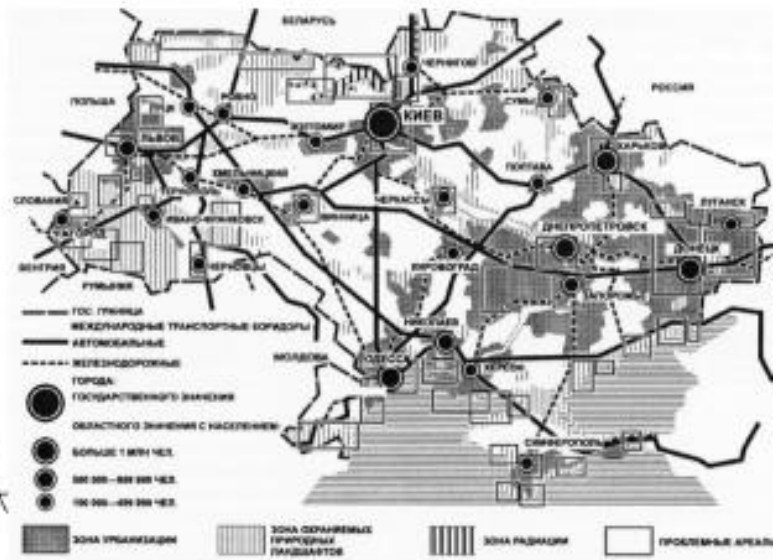 БЕЛАРУСЬ
ЧЕРНИГОВ
РОССИЯ
ПОЛЬША
РОВНО
СУМЫ
КИЕВ
ЖИТОМИР
ЛЬВОВ
ХАРЬКОВ
ХМЕЛЬНИЦКИЙ
ПОЛТАВА
СЛОВАКИЯ
ЧЕРКАССЫ
ЛУГАНСК
ИВАНО-ФРАНКОВСК
ВИННИЦА
УЖГОРОД
ДНЕПРОПЕТРОВСК
ДОНЕЦК
ВЕНГРИЯ
ЧЕРНОВЦЫ
КИРОВОГРАД
РУМЫНИЯ
ЗАПОРОЖЬЕ
ГОС. ГРАНИЦА
МЕЖДУНАРОДНЫЕ ТРАНСПОРТНЫЕ КОРИДОРЫ
НИКОЛАЕВ
АВТОМОБИЛЬНЫЕ
ЖЕЛЕЗНОДОРОЖНЫЕ
МОЛДОВА
ОДЕССА
ХЕРСОН
ГОРОДА:
ГОСУДАРСТВЕННОГО ЗНАЧЕНИЯ
ОБЛАСТНОГО ЗНАЧЕНИЯ С НАСЕЛЕНИЕМ:
СИМФЕРОПОЛЬ
БОЛЬШЕ 1 МЛН ЧЕЛ.
ЗОНА УРБАНИЗАЦИИ
ЗОНА ОХРАНЯЕМЫХ
ПРИРОДНЫХ
ЛАНДШАФТОВ
ЗОНА РАДИАЦИИ
ПРОБЛЕМНЫЕ АРЕАЛЫ